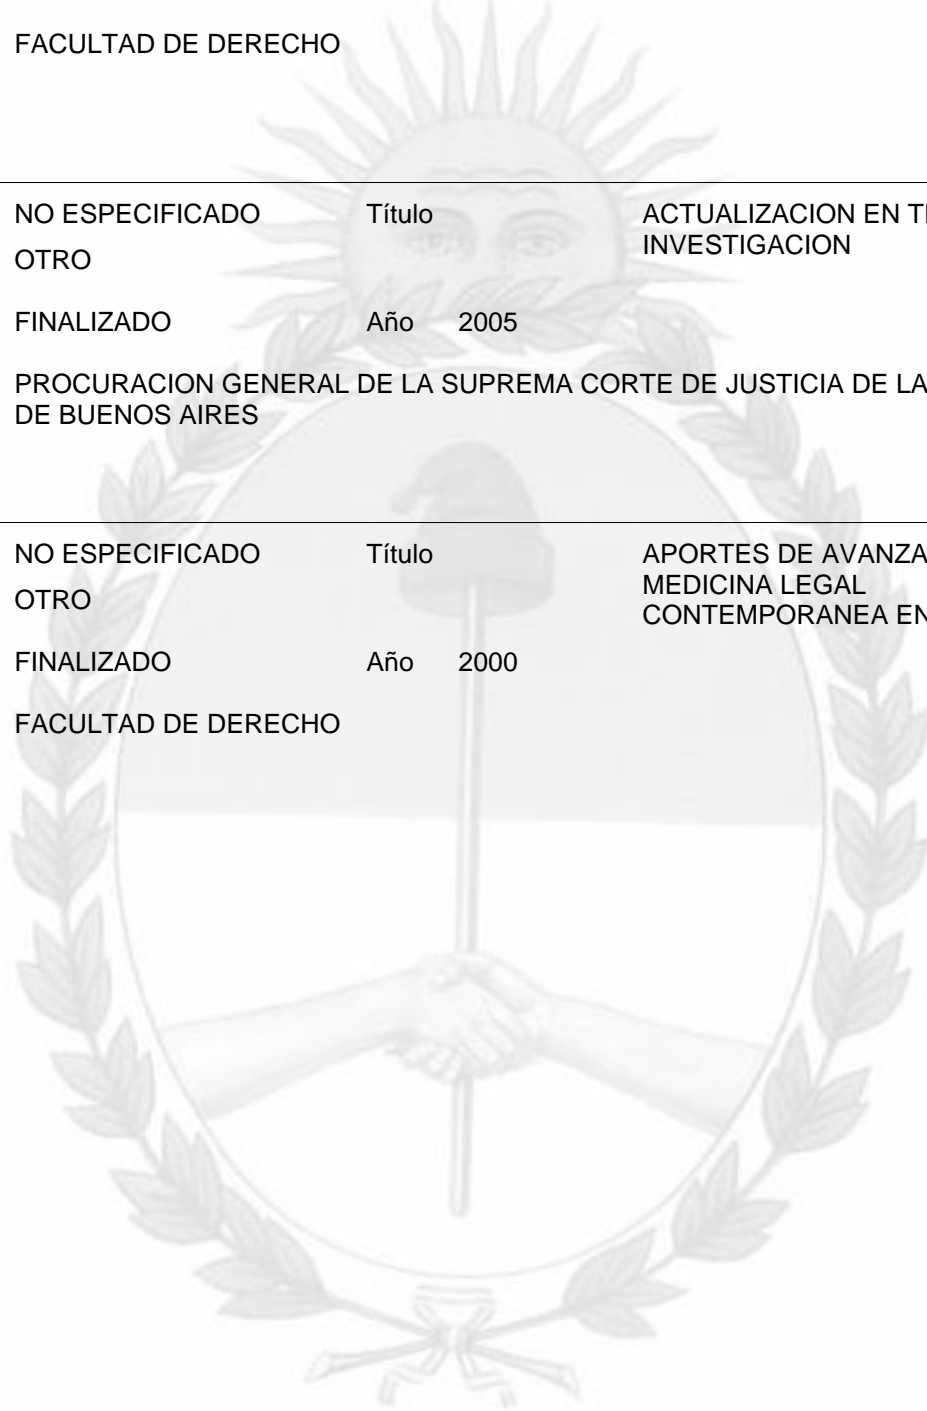 FACULTAD DE DERECHO
NO ESPECIFICADO Título ACTUALIZACION EN
OTRO INVESTIGACION
FINALIZADO Año 2005
PROCURACION GENERAL DE LA SUPREMA CORTE DE JUSTICIA DE LA
DE BUENOS AIRES
NO ESPECIFICADO Título APORTES DE
OTRO MEDICINA LEGAL
CONTEMPORANEA
FINALIZADO Año 2000
FACULTAD DE DERECHO